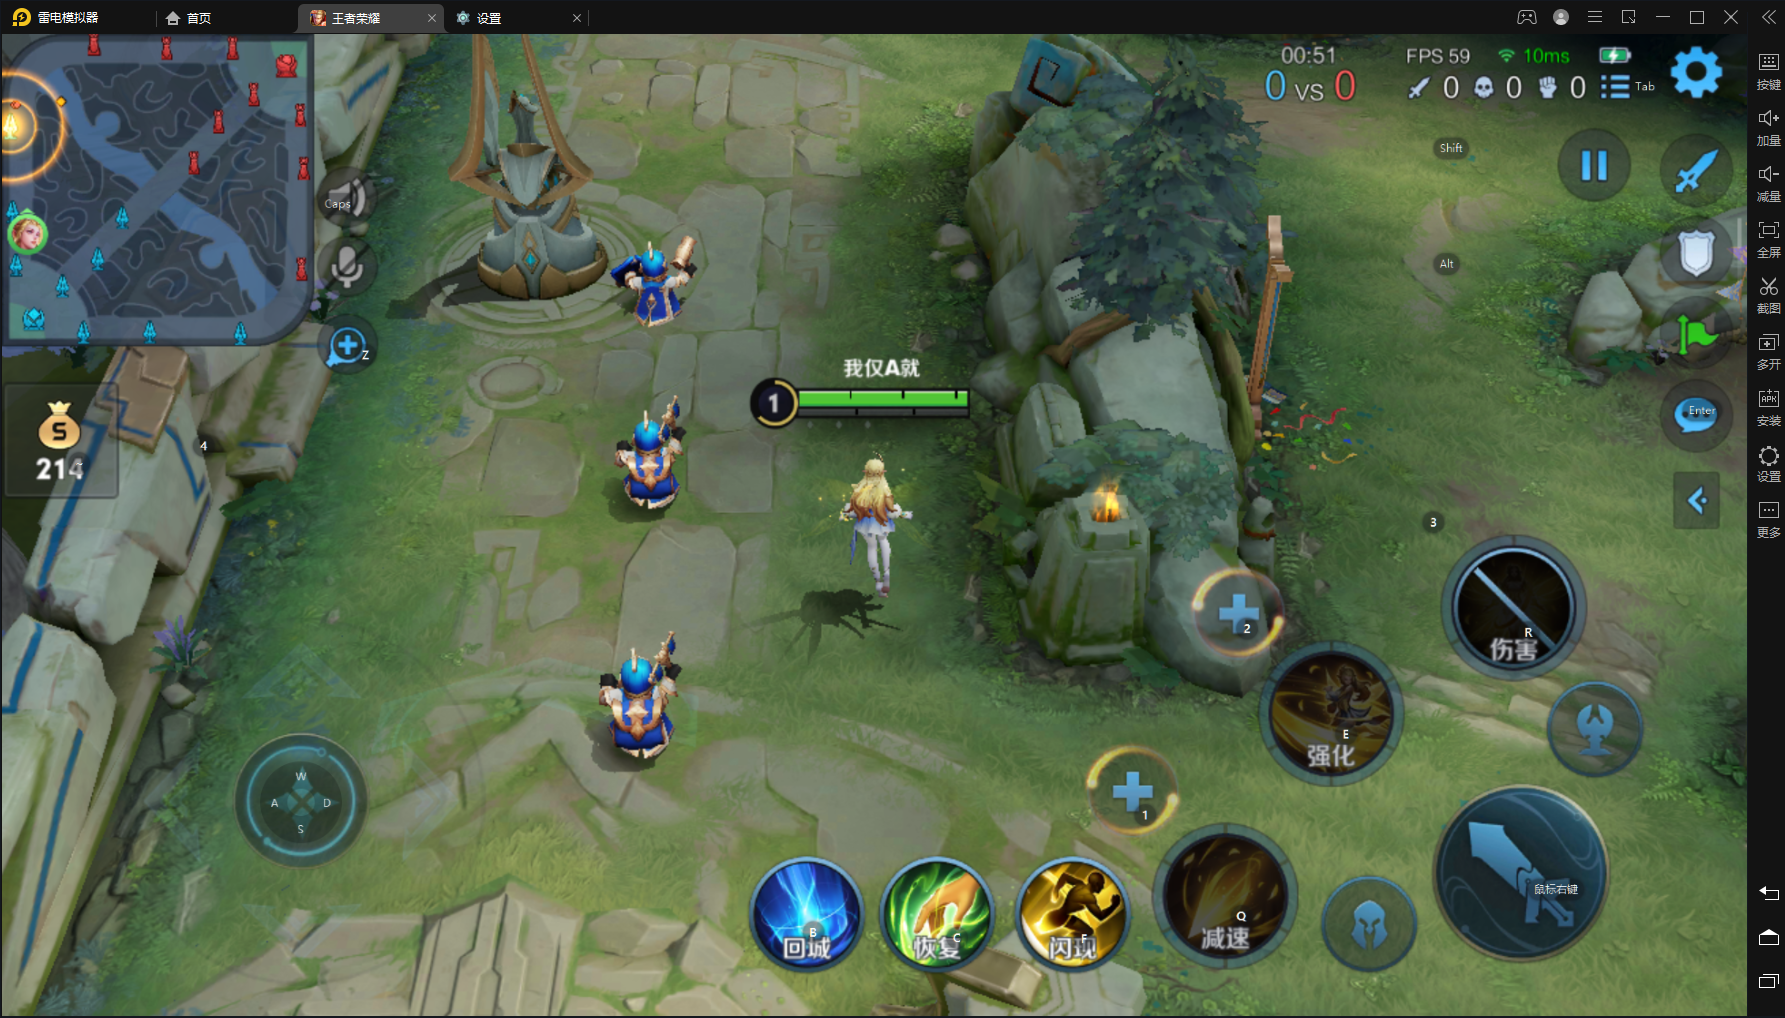 雷电模拟器
首页
王者荣耀
设置
00:51
0 VS 0
FPS 59
10ms
0 0 0
Tab
按键
加量
减量
全屏
截图
多开
安装
设置
更多
APK
Shift
Alt
Caps
Z
S
214
4
我仅A就
1
Enter
3
2
R
伤害
E
强化
1
W
A D
S
B
回城
C
恢复
F
闪现
Q
减速
鼠标右键